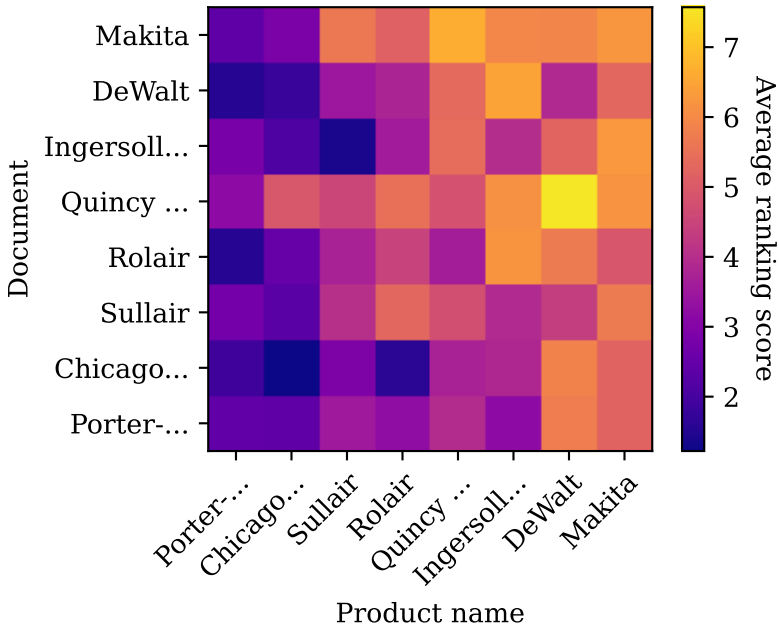 Makita
DeWalt
Ingersoll...
Quincy ...
Rolair
Sullair
Chicago...
Porter-...
Document
Porter-...
Chicago...
Sullair
Rolair
Quincy ...
Ingersoll...
DeWalt
Makita
Product name
7
6
5
4
3
2
Average ranking score